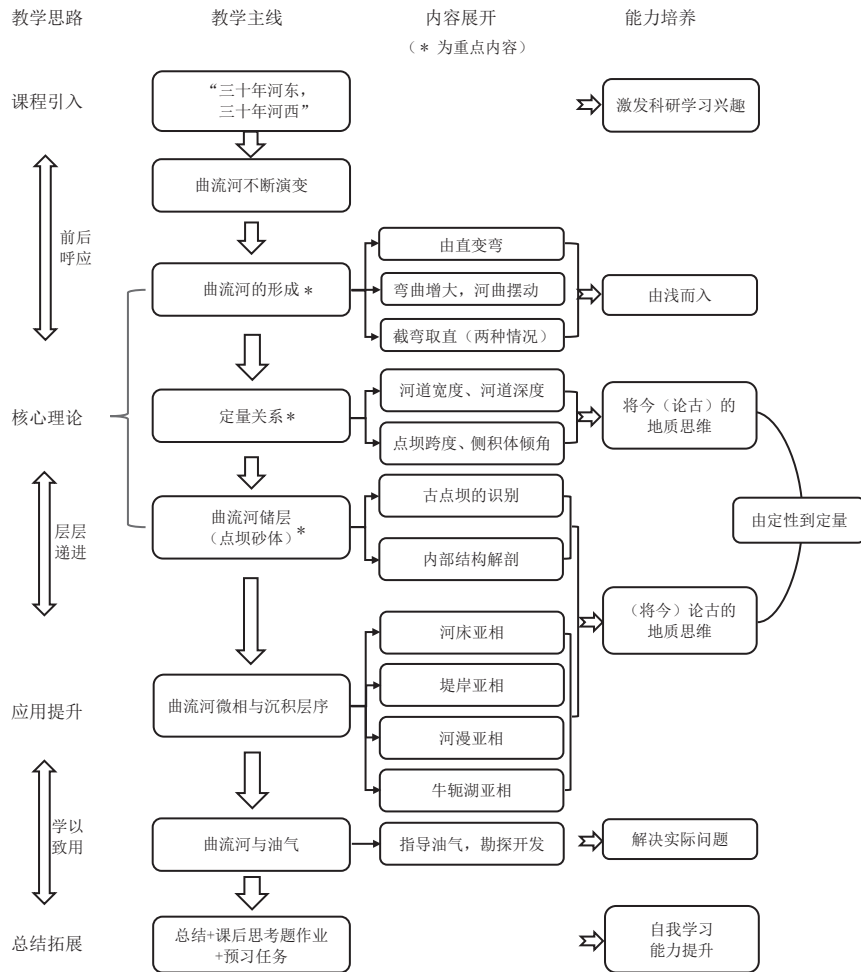 教学思路
教学主线
内容展开
能力培养
（* 为重点内容）
课程引入
“三十年河东，
三十年河西”
激发科研学习兴趣
曲流河不断演变
前后
呼应
曲流河的形成 *
由直变弯
弯曲增大，河曲摆动
截弯取直（两种情况）
由浅而入
核心理论
定量关系 *
河道宽度、河道深度
点坝跨度、侧积体倾角
将今（论古）的
地质思维
层层
递进
曲流河储层
（点坝砂体）*
古点坝的识别
内部结构解剖
由定性到定量
（将今）论古的
地质思维
应用提升
曲流河微相与沉积层序
河床亚相
堤岸亚相
河漫亚相
牛轭湖亚相
学以
致用
曲流河与油气
指导油气，勘探开发
解决实际问题
总结拓展
总结+课后思考题作业
+预习任务
自我学习
能力提升